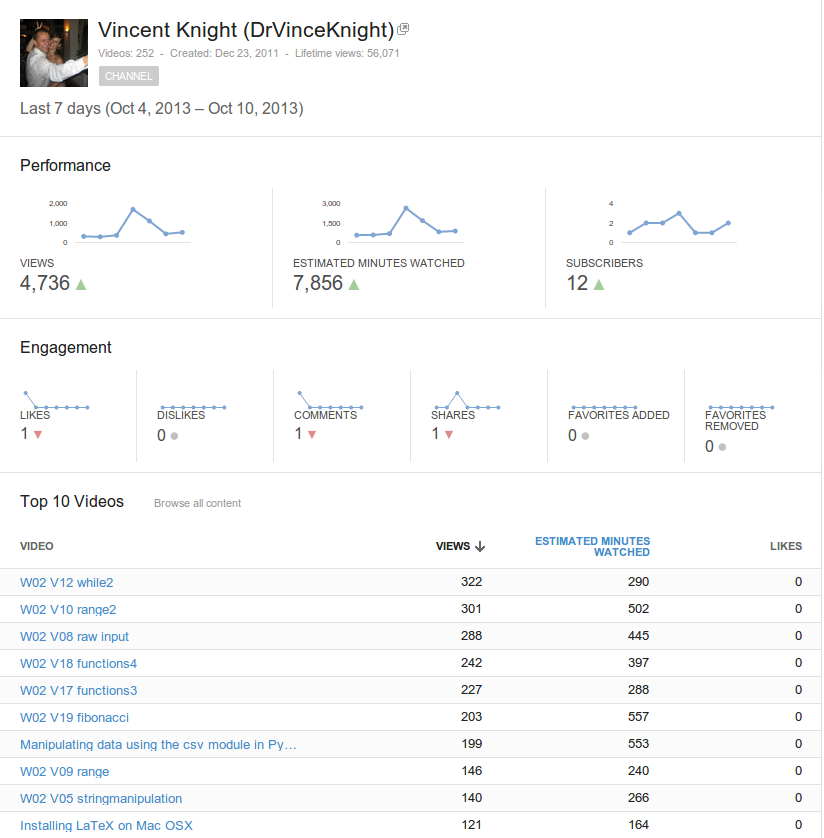 Vincent Knight (DrVinceKnight)
Videos: 252 - Created: Dec 23, 2011 - Lifetime views: 56,071
CHANNEL
Last 7 days (Oct 4, 2013 – Oct 10, 2013)
Performance
2,000
1,000
0
VIEWS
4,736
3,000
1,500
0
ESTIMATED MINUTES WATCHED
7,856
4
2
0
SUBSCRIBERS
12
Engagement
LIKES
1
DISLIKES
0
COMMENTS
1
SHARES
1
FAVORITES ADDED
0
FAVORITES
REMOVED
0
Top 10 Videos Browse all content
VIDEO VIEWS ESTIMATED MINUTES
WATCHED LIKES
W02 V12 while2 322 290 0
W02 V10 range2 301 502 0
W02 V08 raw input 288 445 0
W02 V18 functions4 242 397 0
W02 V17 functions3 227 288 0
W02 V19 fibonacci 203 557 0
Manipulating data using the csv module in Py… 199 553 0
W02 V09 range 146 240 0
W02 V05 stringmanipulation 140 266 0
Installing LaTeX on Mac OSX 121 164 0